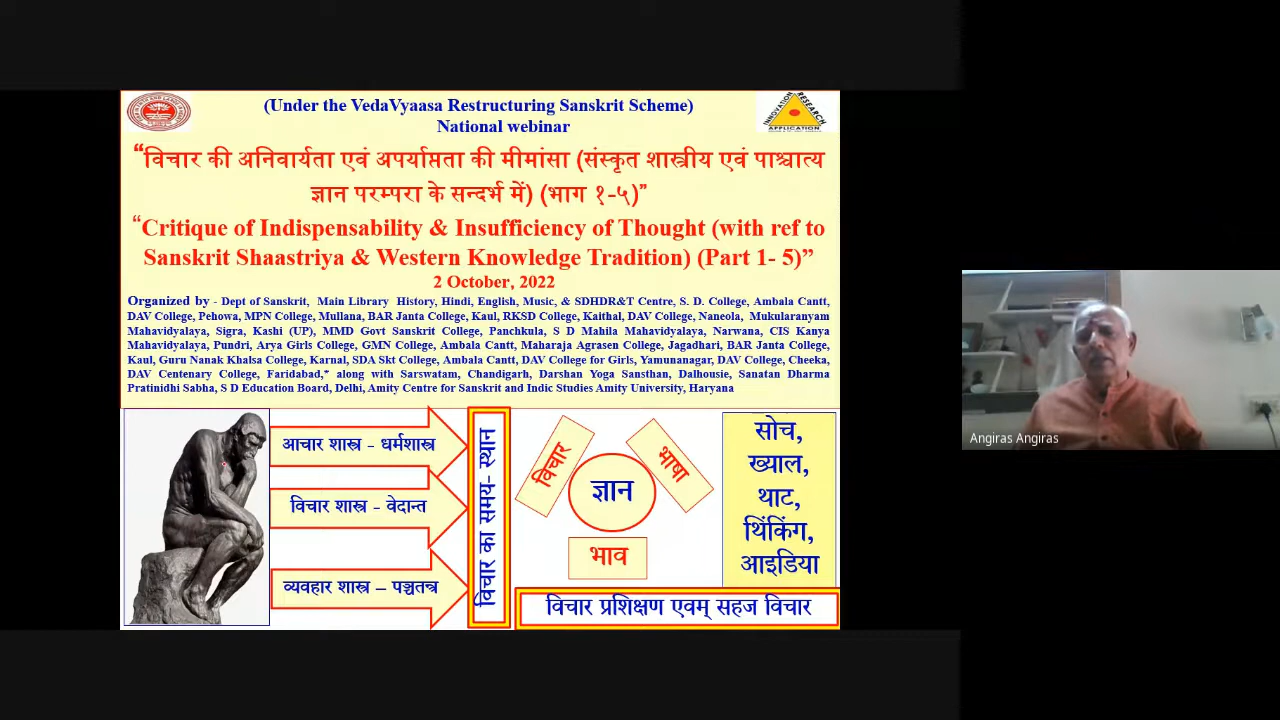 (Under the VedaVyaasa Restructuring Sanskrit Scheme)
National webinar
INNOVATION RESEARCH
APPLICATION
“विचार की अनिवार्यता एवं अपर्याप्तता की मीमांसा (संस्कृत शास्त्रीय एवं पाश्चात्य
ज्ञान परम्परा के सन्दर्भ में) (भाग १-५)”
“Critique of Indispensability & Insufficiency of Thought (with ref to
Sanskrit Shaastriya & Western Knowledge Tradition) (Part 1- 5)”
2 October, 2022
Organized by - Dept of Sanskrit, Main Library History, Hindi, English, Music, & SDHDR&T Centre, S. D. College, Ambala Cantt,
DAV College, Pehowa, MPN College, Mullana, BAR Janta College, Kaul, RKSD College, Kaithal, DAV College, Naneola, Mukularanyam
Mahavidyalaya, Sigra, Kashi (UP), MMD Govt Sanskrit College, Panchkula, S D Mahila Mahavidyalaya, Narwana, CIS Kanya
Mahavidyalaya, Pundri, Arya Girls College, GMN College, Ambala Cantt, Maharaja Agrasen College, Jagadhari, BAR Janta College,
Kaul, Guru Nanak Khalsa College, Karnal, SDA Skt College, Ambala Cantt, DAV College for Girls, Yamunanagar, DAV College, Cheeka,
DAV Centenary College, Faridabad,* along with Sarswatam, Chandigarh, Darshan Yoga Sansthan, Dalhousie, Sanatan Dharma
Pratinidhi Sabha, S D Education Board, Delhi, Amity Centre for Sanskrit and Indic Studies Amity University, Haryana
आचार शास्त्र - धर्मशास्त्र
विचार शास्त्र - वेदान्त
व्यवहार शास्त्र – पञ्चतन्त्र
विचार का समय- स्थान
विचार
भाषा
ज्ञान
भाव
सोच,
ख्याल,
थाट,
थिंकिंग,
आइडिया
विचार प्रशिक्षण एवम् सहज विचार
Angiras Angiras